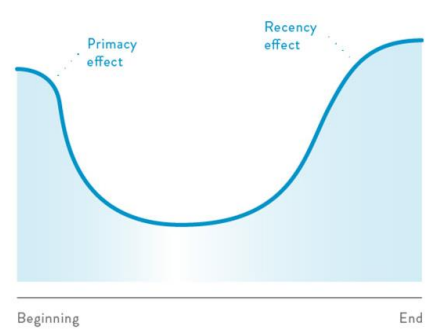 Primacy
effect
Recency
effect
Beginning
End